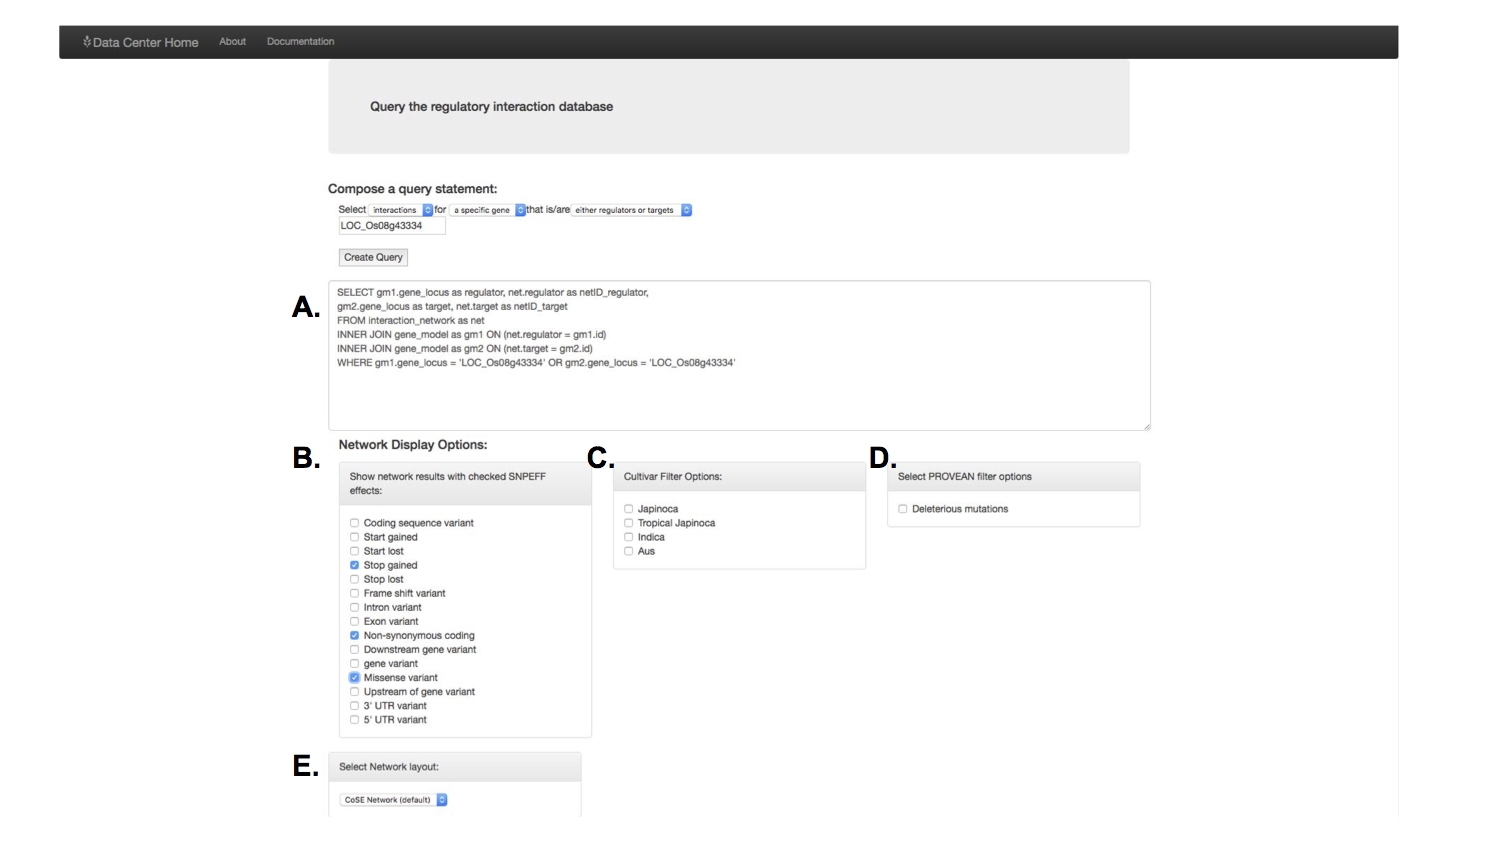 Data Center Home About Documentation
Query the regulatory interaction database
Compose a query statement:
Select interactions for a specific gene that is/are either regulators or targets
LOC_Os08g43334
Create Query
A.
SELECT gm1.gene_locus as regulator, net.regulator as netID_regulator,
gm2.gene_locus as target, net.target as netID_target
FROM interaction_network as net
INNER JOIN gene_model as gm1 ON (net.regulator = gm1.id)
INNER JOIN gene_model as gm2 ON (net.target = gm2.id)
WHERE gm1.gene_locus = 'LOC_Os08g43334' OR gm2.gene_locus = 'LOC_Os08g43334'
Network Display Options:
B.
Show network results with checked SNPEFF
effects:
Coding sequence variant
Start gained
Start lost
Stop gained
Stop lost
Frame shift variant
Intron variant
Exon variant
Non-synonymous coding
Downstream gene variant
gene variant
Missense variant
Upstream of gene variant
3' UTR variant
5' UTR variant
C.
Cultivar Filter Options:
Japinoca
Tropical Japinoca
Indica
Aus
D.
Select PROVEAN filter options
Deleterious mutations
E.
Select Network layout:
CoSE Network (default)